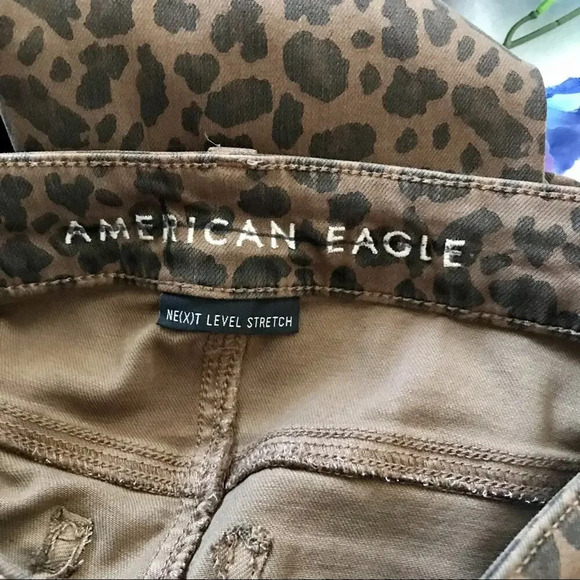 AMERICAN EAGLE
NE(X)T LEVEL STRETCH